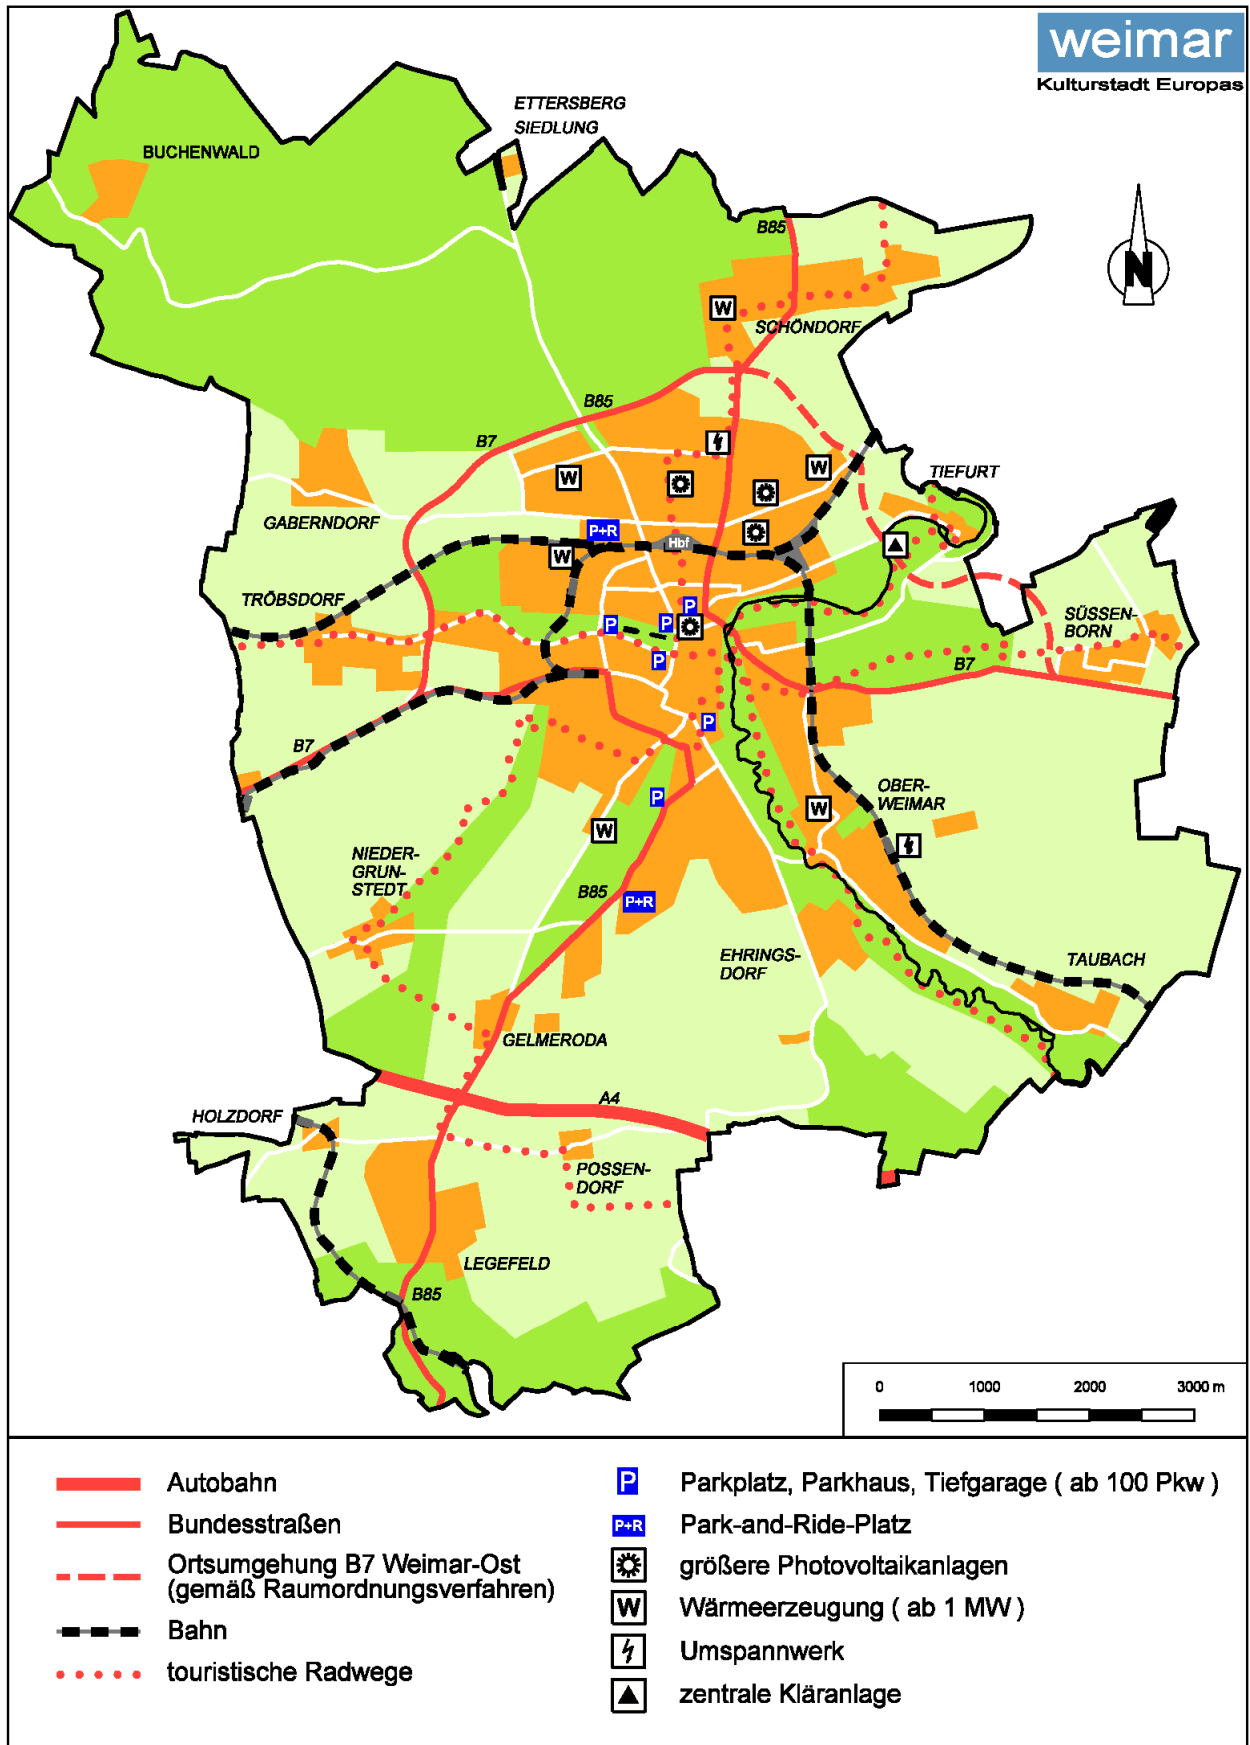 weimar
Kulturstadt Europas
ETTERSBERG
SIEDLUNG
BUCHENWALD
B85
N
W
SCHÖNDORF
B85
B7
W
W
TIEFURT
GABERNDORF
P+R
Hbf
W
TRÖBSDORF
P
P
P
SÜSSEN-
BORN
P
B7
P
B7
OBER-
WEIMAR
P
W
W
NIEDER-
GRUN-
STEDT
B85
P+R
EHRINGS-
DORF
TAUBACH
GELMERODA
A4
HOLZDORF
POSSEN-
DORF
LEGEFELD
B85
0 1000 2000 3000 m
Autobahn
Bundesstraßen
Ortsumgehung B7 Weimar-Ost
(gemäß Raumordnungsverfahren)
Bahn
touristische Radwege
P Parkplatz, Parkhaus, Tiefgarage ( ab 100 Pkw )
P+R Park-and-Ride-Platz
größere Photovoltaikanlagen
W Wärmeerzeugung ( ab 1 MW )
Umspannwerk
zentrale Kläranlage